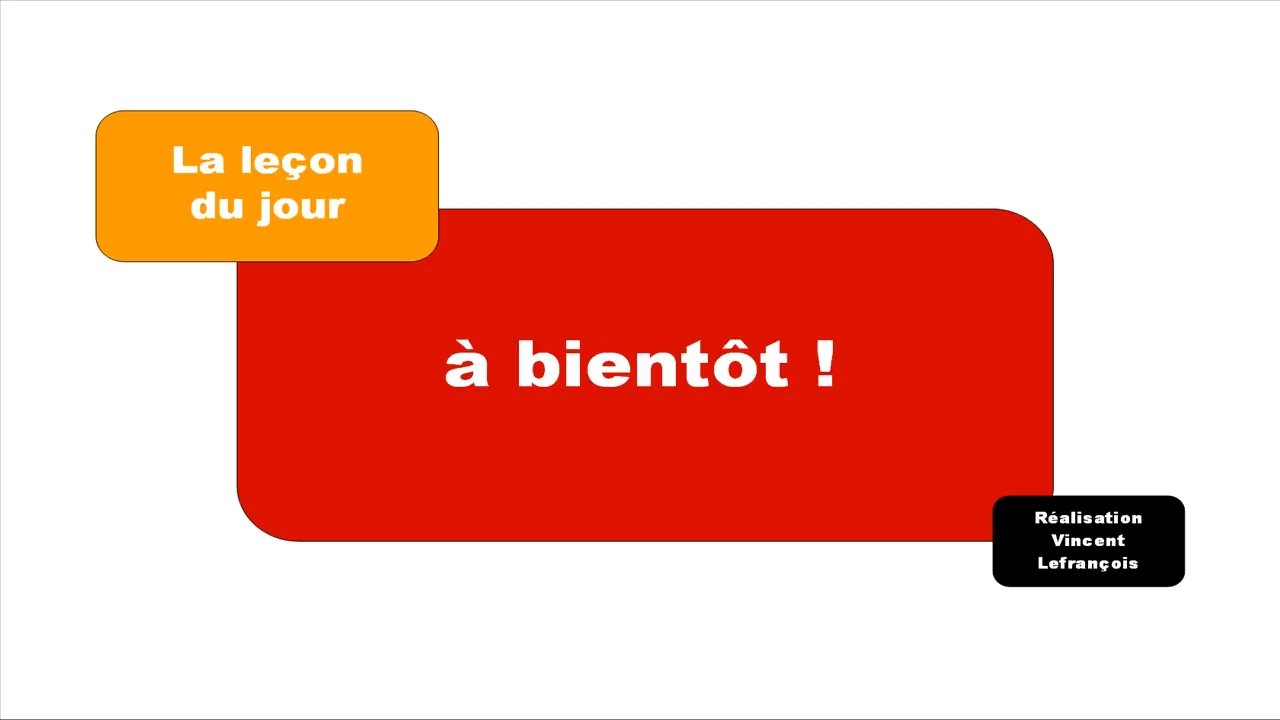 La leçon
du jour
à bientôt !
Réalisation
Vincent
Lefrançois